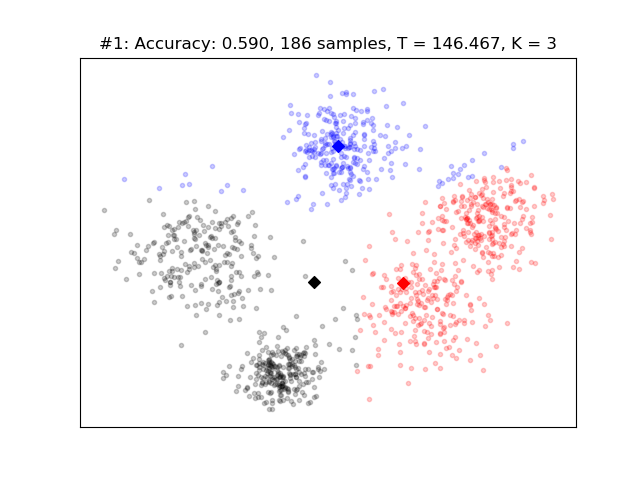 #1: Accuracy: 0.590, 186 samples, T = 146.467, K = 3